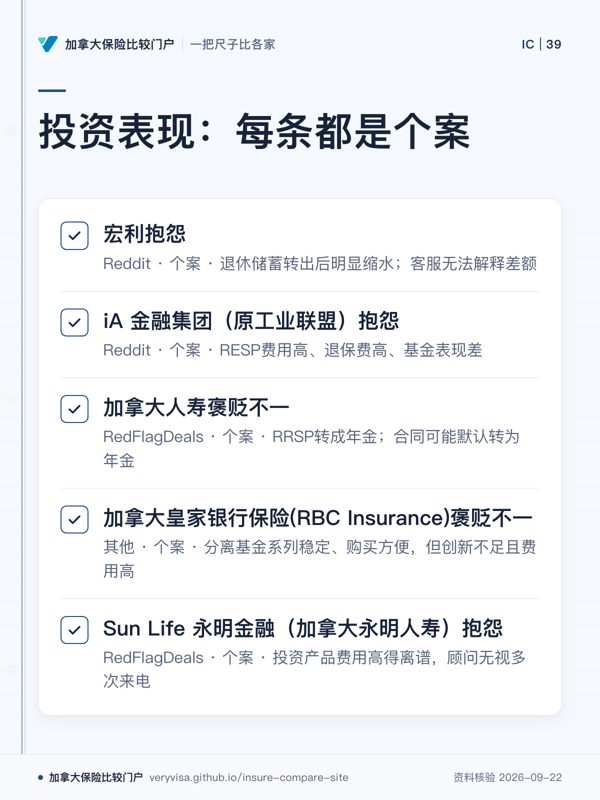 加拿大保险比较门户 | 一把尺子比各家
IC | 39
投资表现：每条都是个案
宏利抱怨
Reddit · 个案 · 退休储蓄转出后明显缩水；客服无法解释差额
iA 金融集团（原工业联盟）抱怨
Reddit · 个案 · RESP费用高、退保费高、基金表现差
加拿大人寿褒贬不一
RedFlagDeals · 个案 · RRSP转成年金；合同可能默认转为
年金
加拿大皇家银行保险(RBC Insurance)褒贬不一
其他 · 个案 · 分离基金系列稳定、购买方便，但创新不足且费
用高
Sun Life 永明金融（加拿大永明人寿）抱怨
RedFlagDeals · 个案 · 投资产品费用高得离谱，顾问无视多
次来电
加拿大保险比较门户 veryvisa.github.io/insure-compare-site
资料核验 2026-09-22